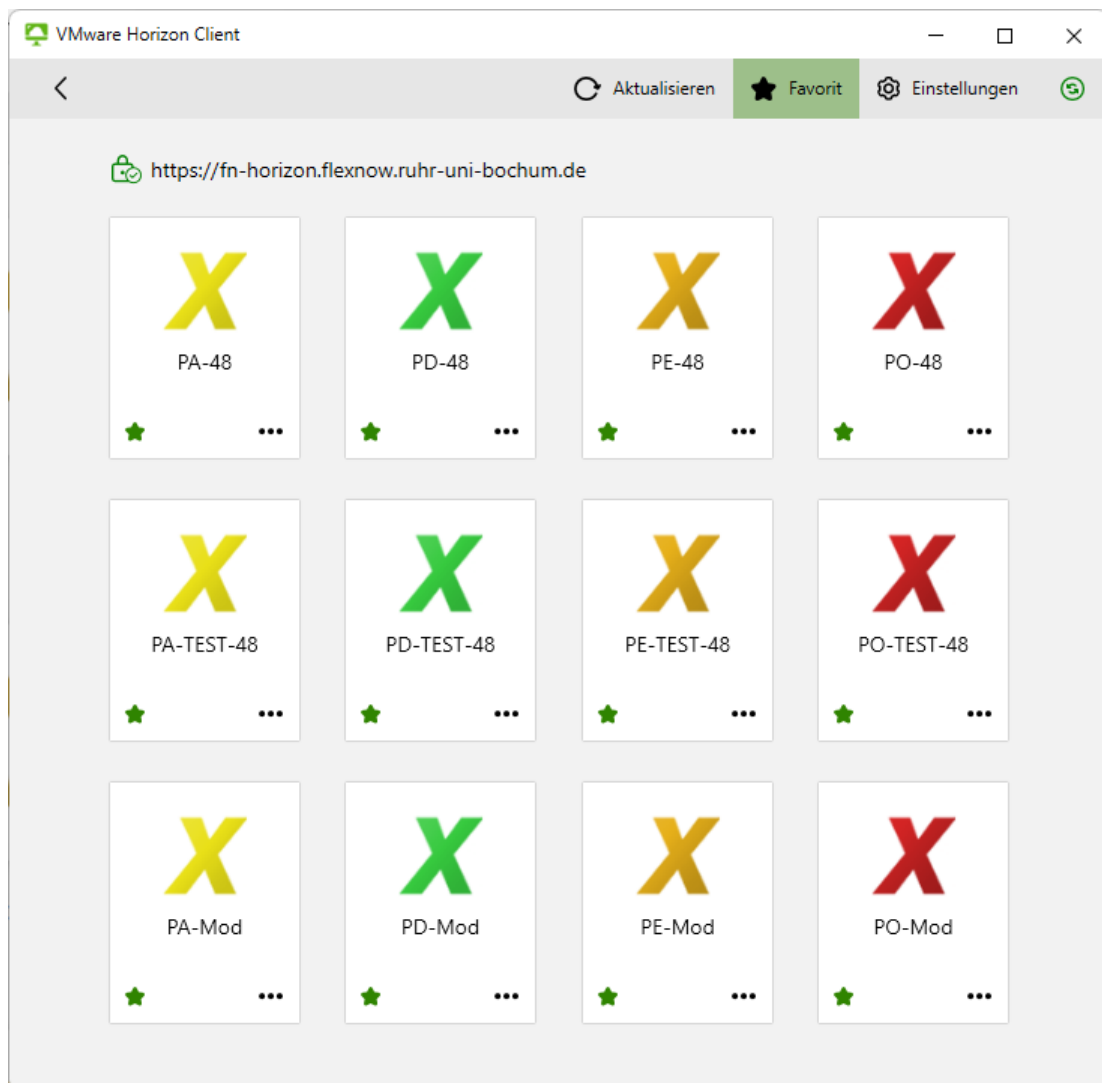 VMware Horizon Client
Aktualisieren Favorit Einstellungen
https://fn-horizon.flexnow.ruhr-uni-bochum.de
PA-48 PD-48 PE-48 PO-48
PA-TEST-48 PD-TEST-48 PE-TEST-48 PO-TEST-48
PA-Mod PD-Mod PE-Mod PO-Mod